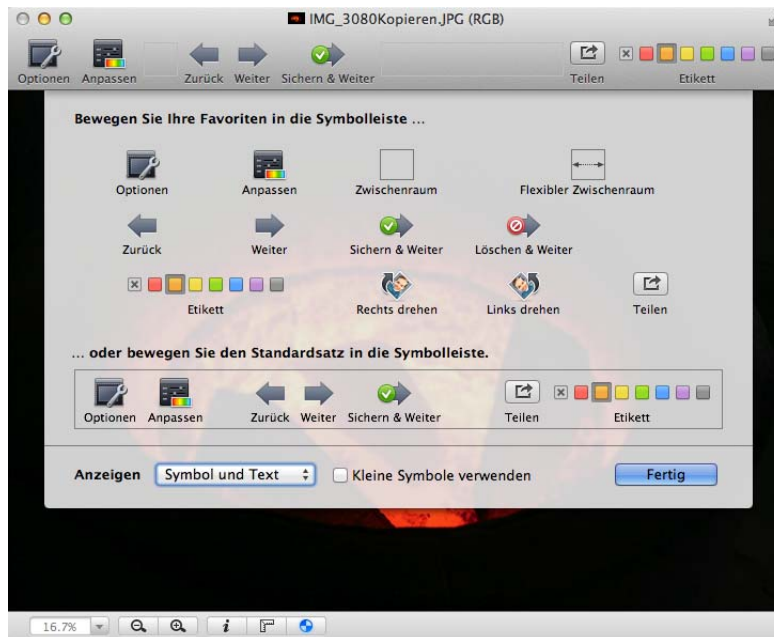 IMG_3080Kopieren.JPG (RGB)
Optionen Anpassen Zurück Weiter Sichern & Weiter Teilen Etikett
Bewegen Sie Ihre Favoriten in die Symbolleiste ...
Optionen Anpassen Zwischenraum Flexibler Zwischenraum
Zurück Weiter Sichern & Weiter Löschen & Weiter
Etikett Rechts drehen Links drehen Teilen
... oder bewegen Sie den Standardsatz in die Symbolleiste.
Optionen Anpassen Zurück Weiter Sichern & Weiter Teilen Etikett
Anzeigen Symbol und Text Kleine Symbole verwenden Fertig
16.7%